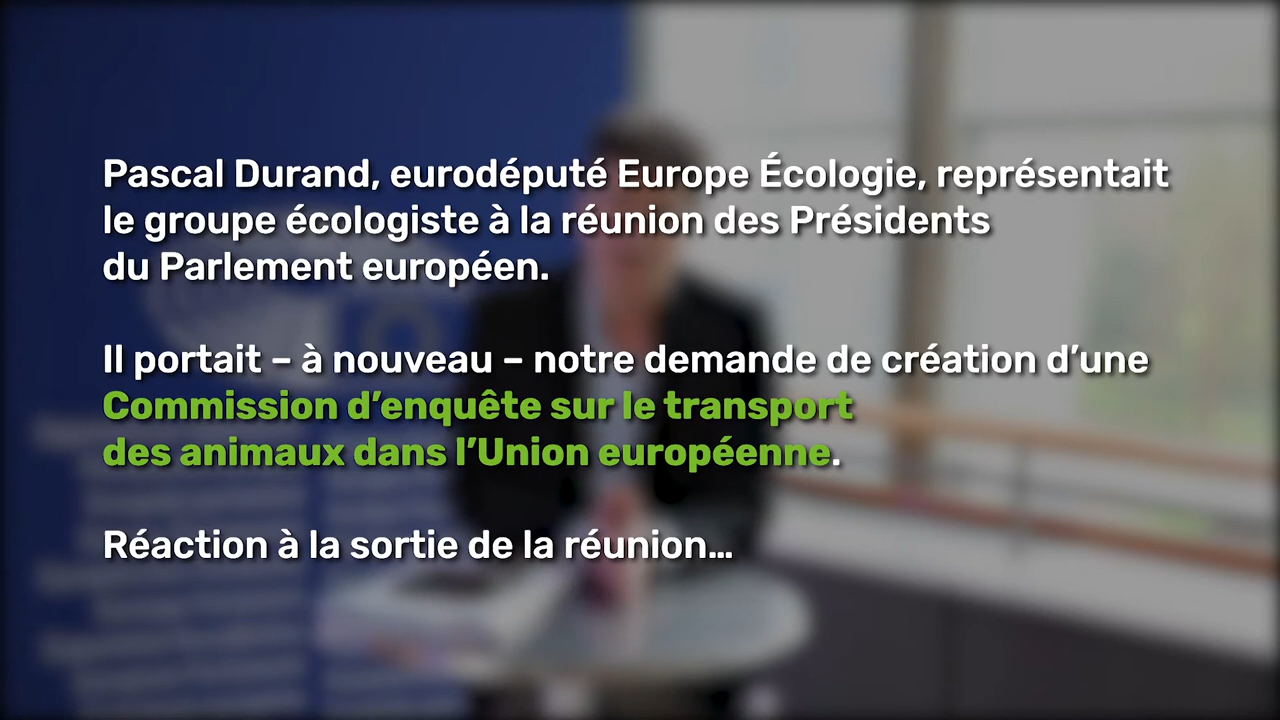 Pascal Durand, eurodéputé Europe Écologie, représentait
le groupe écologiste à la réunion des Présidents
du Parlement européen.
Il portait – à nouveau – notre demande de création d’une
Commission d’enquête sur le transport
des animaux dans l’Union européenne.
Réaction à la sortie de la réunion…